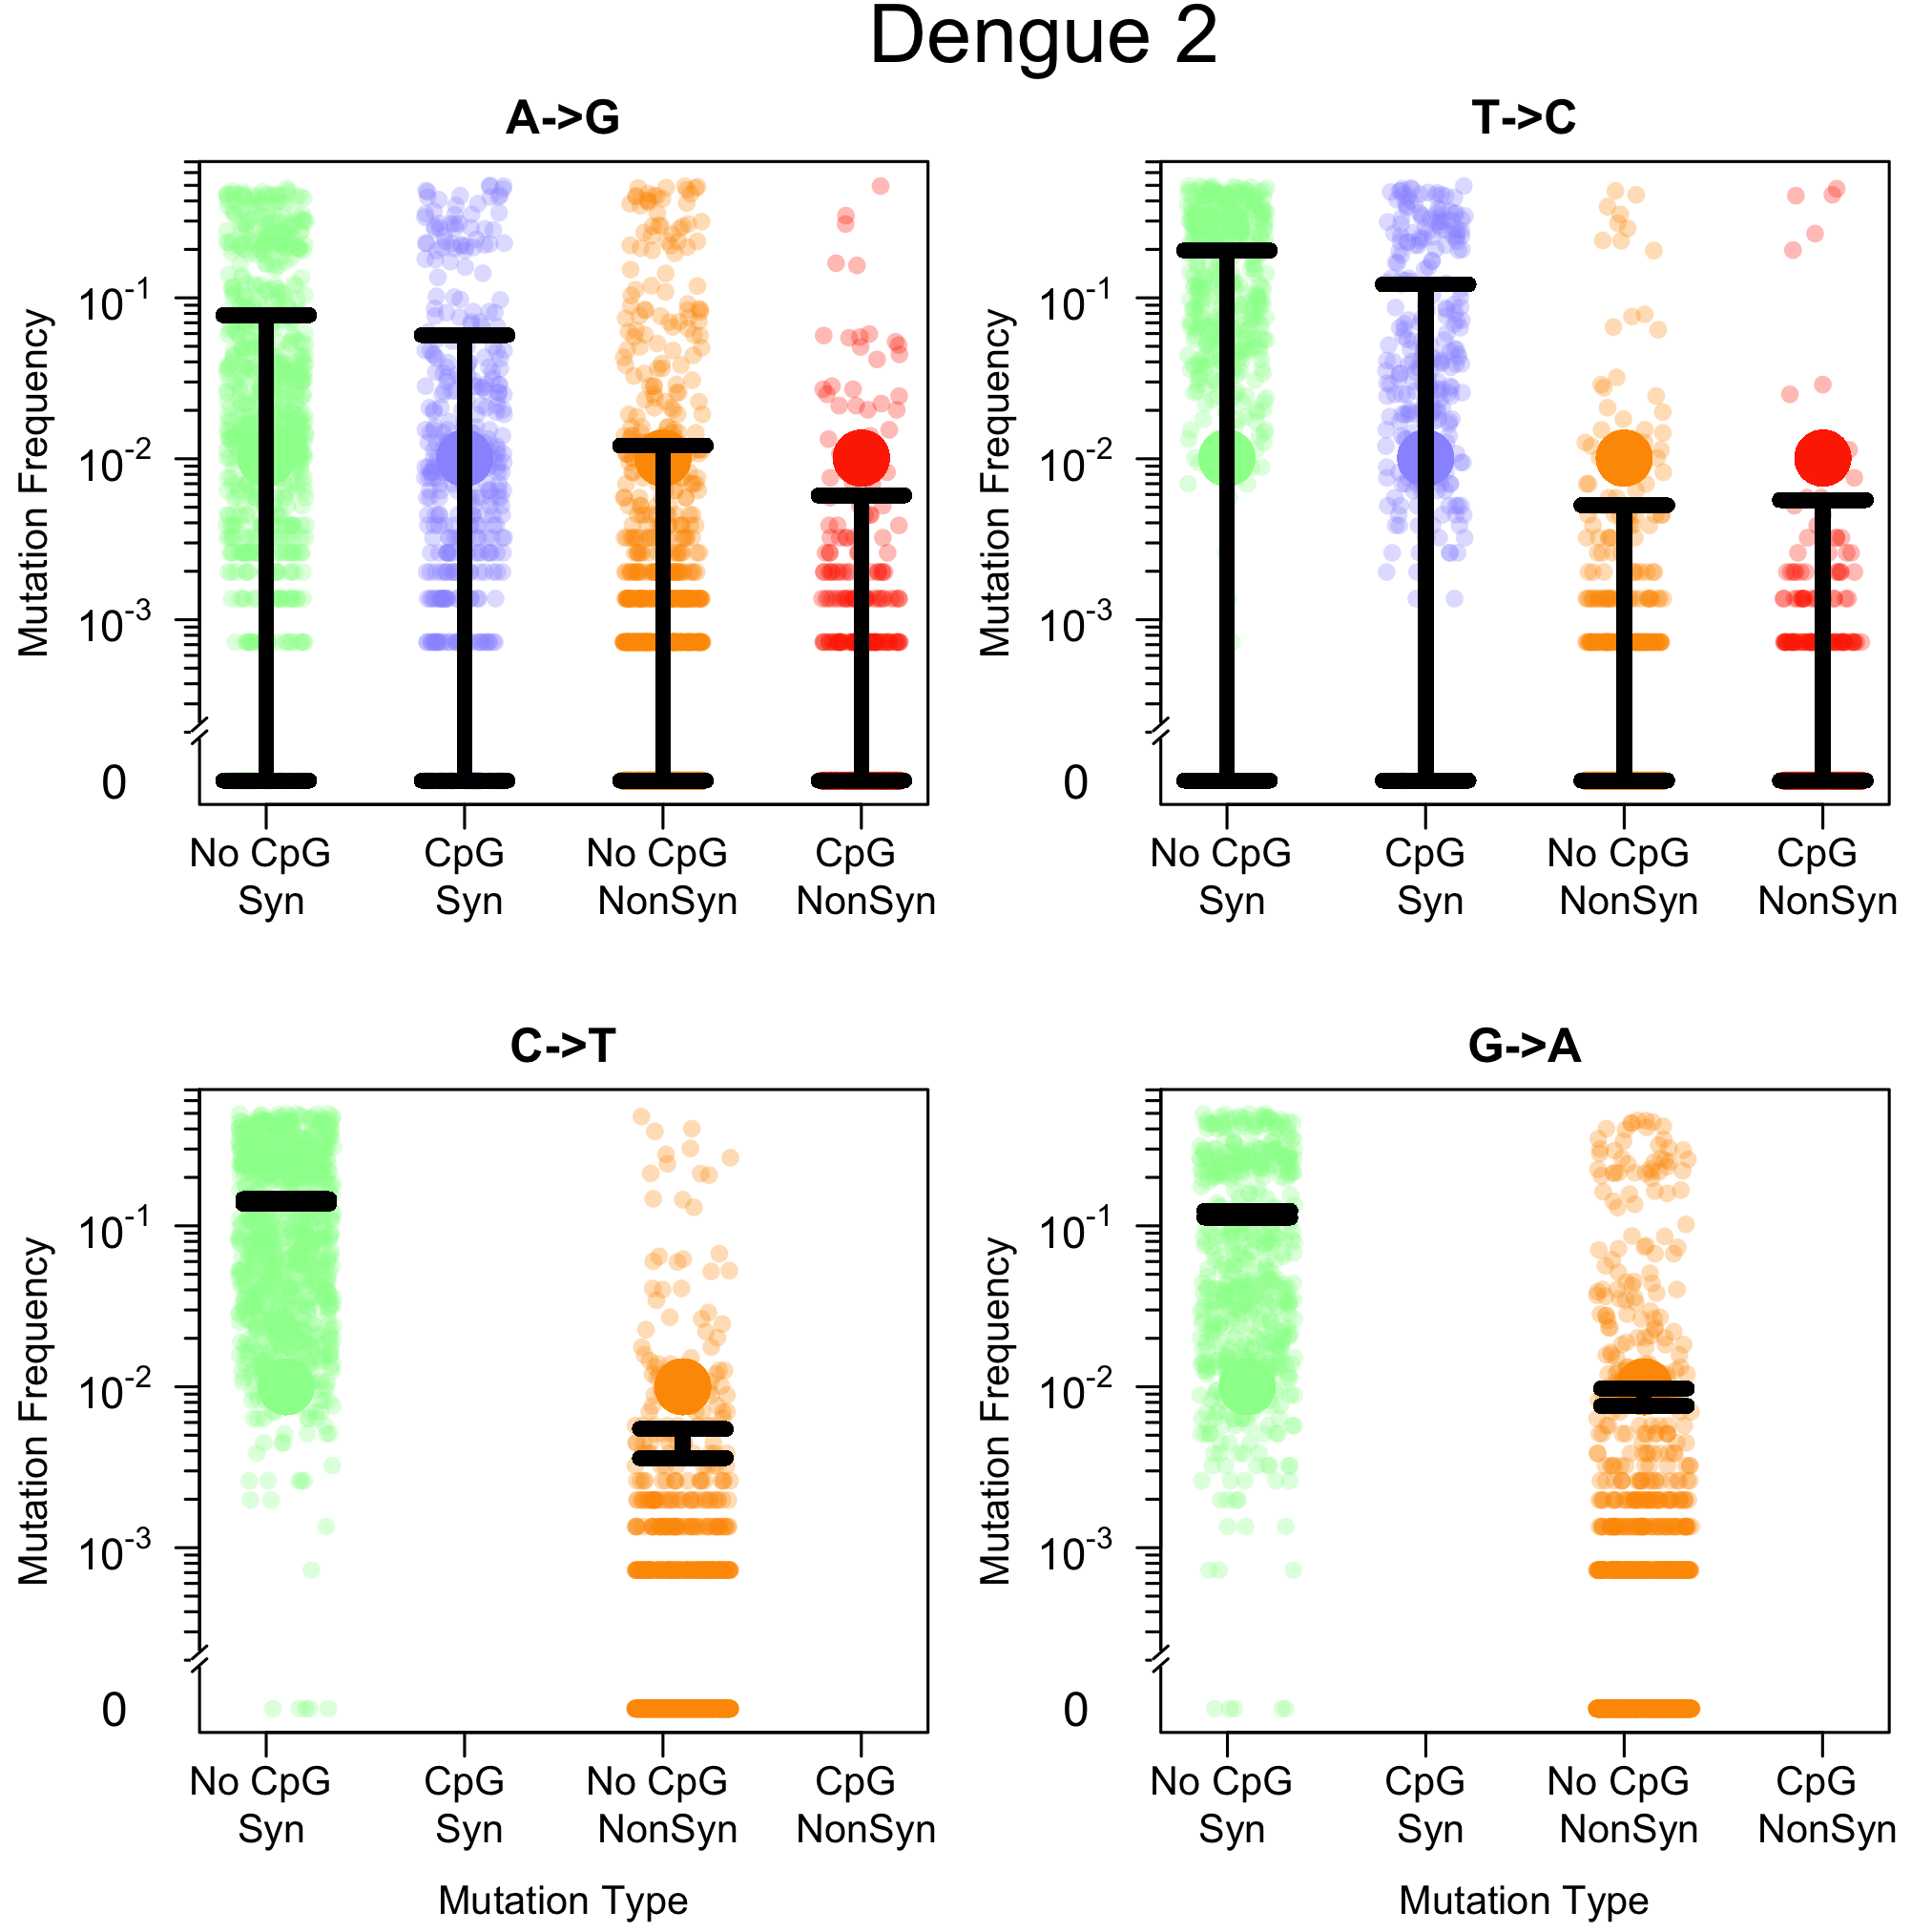 Dengue 2
A->G
Mutation Frequency
10-1
10-2
10-3
0
No CpG CpG No CpG CpG
Syn Syn NonSyn NonSyn
T->C
Mutation Frequency
10-1
10-2
10-3
0
No CpG CpG No CpG CpG
Syn Syn NonSyn NonSyn
C->T
Mutation Frequency
10-1
10-2
10-3
0
No CpG CpG No CpG CpG
Syn Syn NonSyn NonSyn
Mutation Type
G->A
Mutation Frequency
10-1
10-2
10-3
0
No CpG CpG No CpG CpG
Syn Syn NonSyn NonSyn
Mutation Type